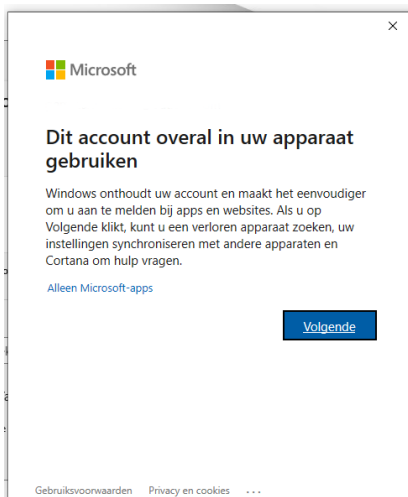 Microsoft
Dit account overal in uw apparaat
gebruiken
Windows onthoudt uw account en maakt het eenvoudiger
om u aan te melden bij apps en websites. Als u op
Volgende klikt, kunt u een verloren apparaat zoeken, uw
instellingen synchroniseren met andere apparaten en
Cortana om hulp vragen.
Alleen Microsoft-apps
Volgende
Gebruiksvoorwaarden Privacy en cookies ...